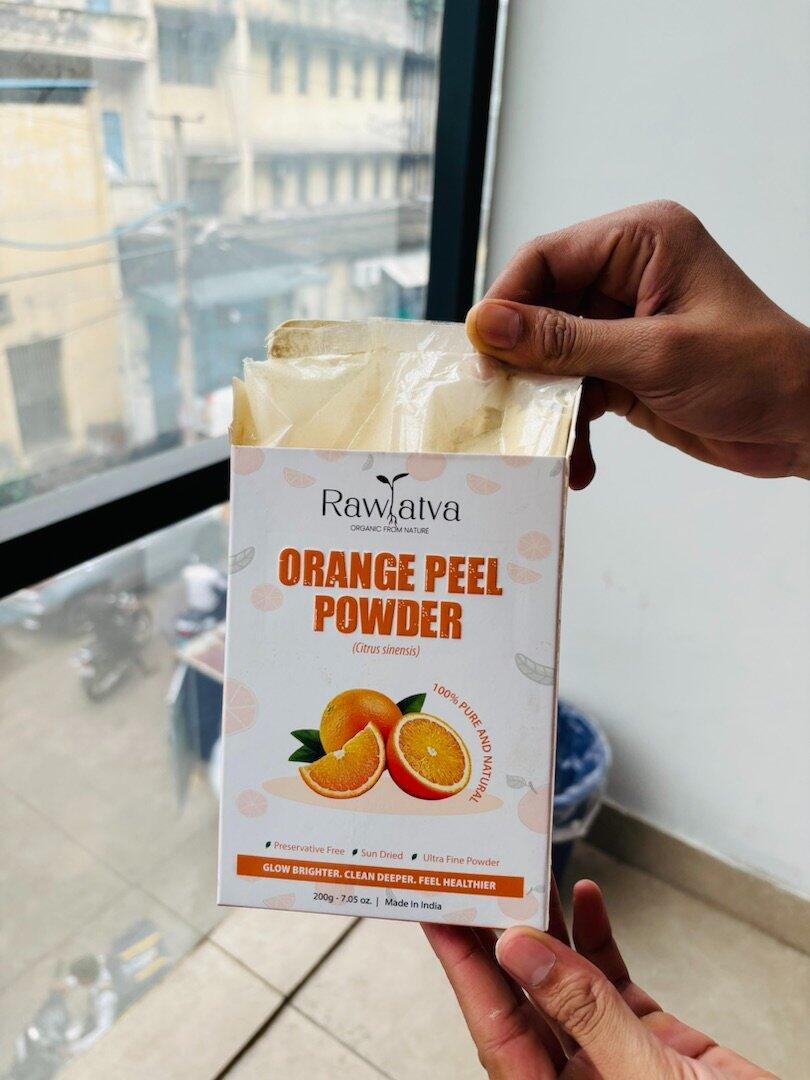 Rawtatva
ORGANIC FROM NATURE
ORANGE PEEL
POWDER
(Citrus sinensis)
100% PURE AND NATURAL
Preservative Free Sun Dried Ultra Fine Powder
GLOW BRIGHTER. CLEAN DEEPER. FEEL HEALTHIER
200g - 7.05 oz. | Made In India